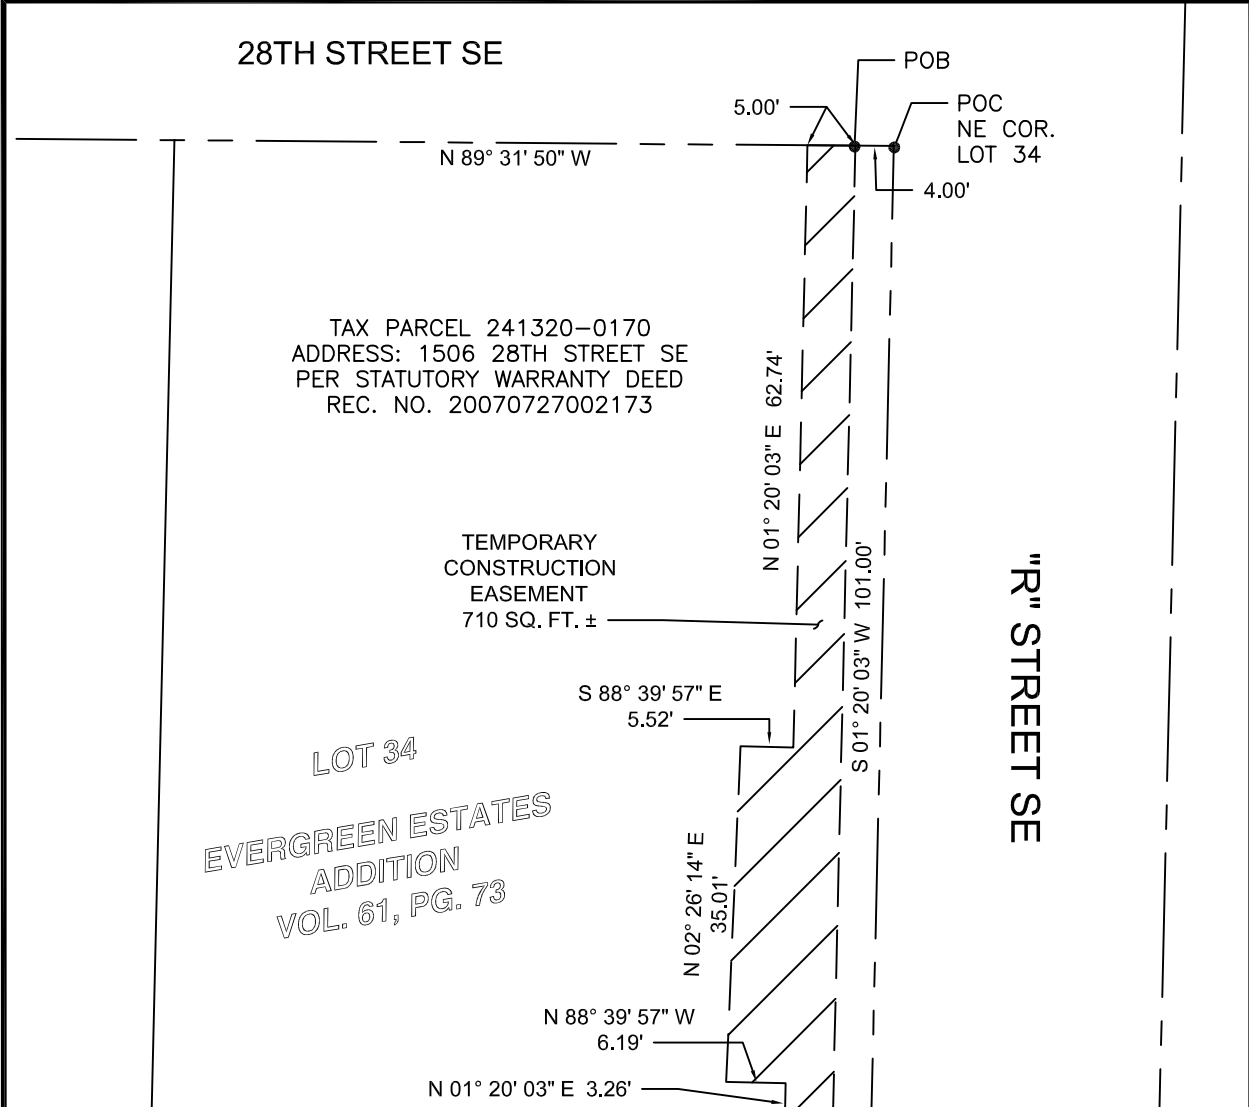 28TH STREET SE
POB
5.00'
POC
NE COR.
LOT 34
N 89° 31' 50" W
4.00'
TAX PARCEL 241320-0170
ADDRESS: 1506 28TH STREET SE
PER STATUTORY WARRANTY DEED
REC. NO. 20070727002173
N 01° 20' 03" E 62.74'
TEMPORARY
CONSTRUCTION
EASEMENT
710 SQ. FT. ±
S 01° 20' 03" W 101.00'
"R" STREET SE
S 88° 39' 57" E
5.52'
LOT 34
EVERGREEN ESTATES
ADDITION
VOL. 61, PG. 73
N 02° 26' 14" E
35.01'
N 88° 39' 57" W
6.19'
N 01° 20' 03" E 3.26'